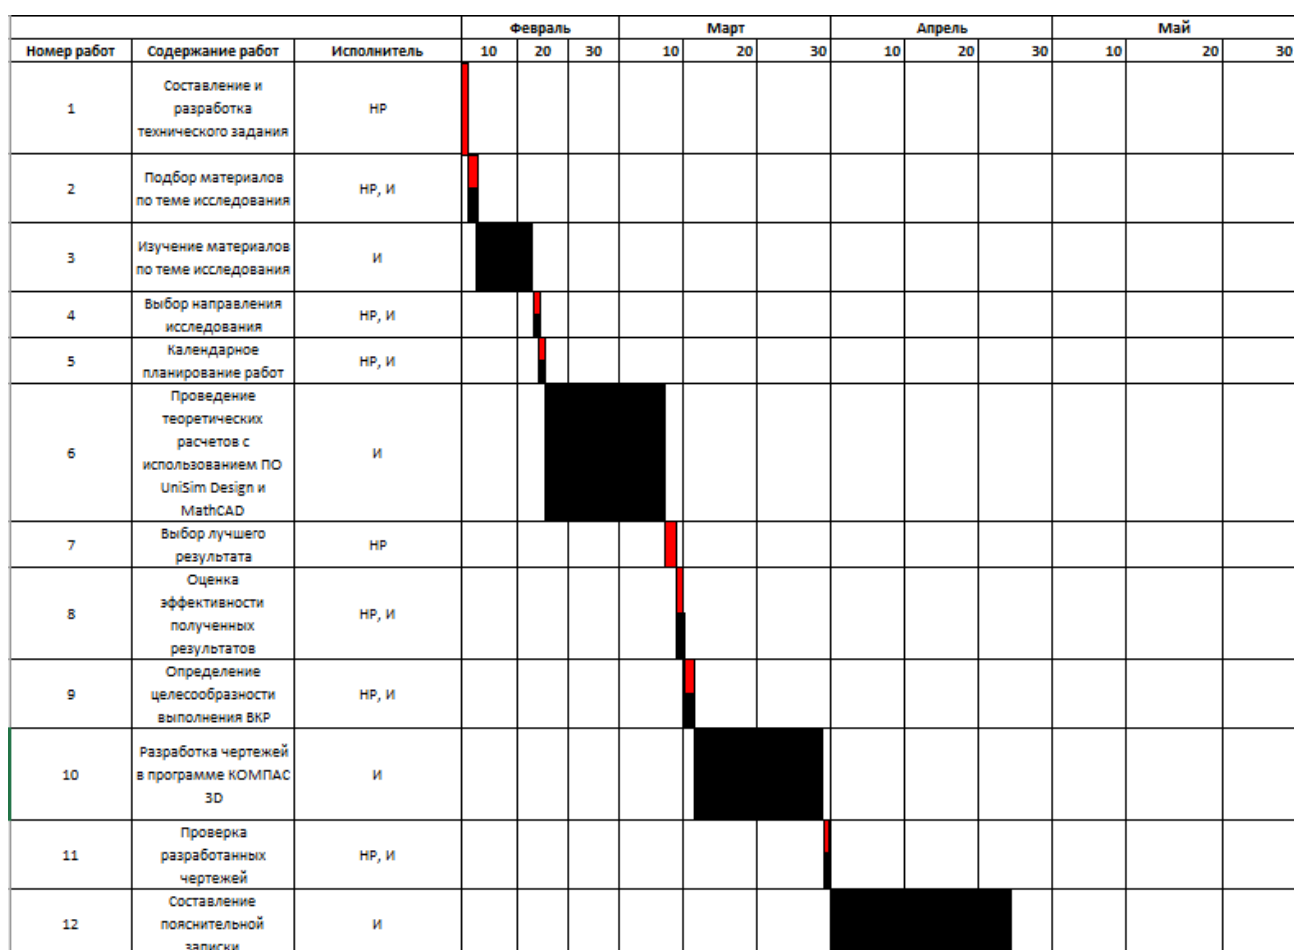 Февраль Март Апрель Май
Номер работ Содержание работ Исполнитель 10 20 30 10 20 30 10 20 30 10 20 30
1 Составление и разработка технического задания НР
2 Подбор материалов по теме исследования НР, И
3 Изучение материалов по теме исследования И
4 Выбор направления исследования НР, И
5 Календарное планирование работ НР, И
6 Проведение теоретических расчетов с использованием ПО UniSim Design и MathCAD И
7 Выбор лучшего результата НР
8 Оценка эффективности полученных результатов НР, И
9 Определение целесообразности выполнения ВКР НР, И
10 Разработка чертежей в программе КОМПАС 3D И
11 Проверка разработанных чертежей НР, И
12 Составление пояснительной записки И